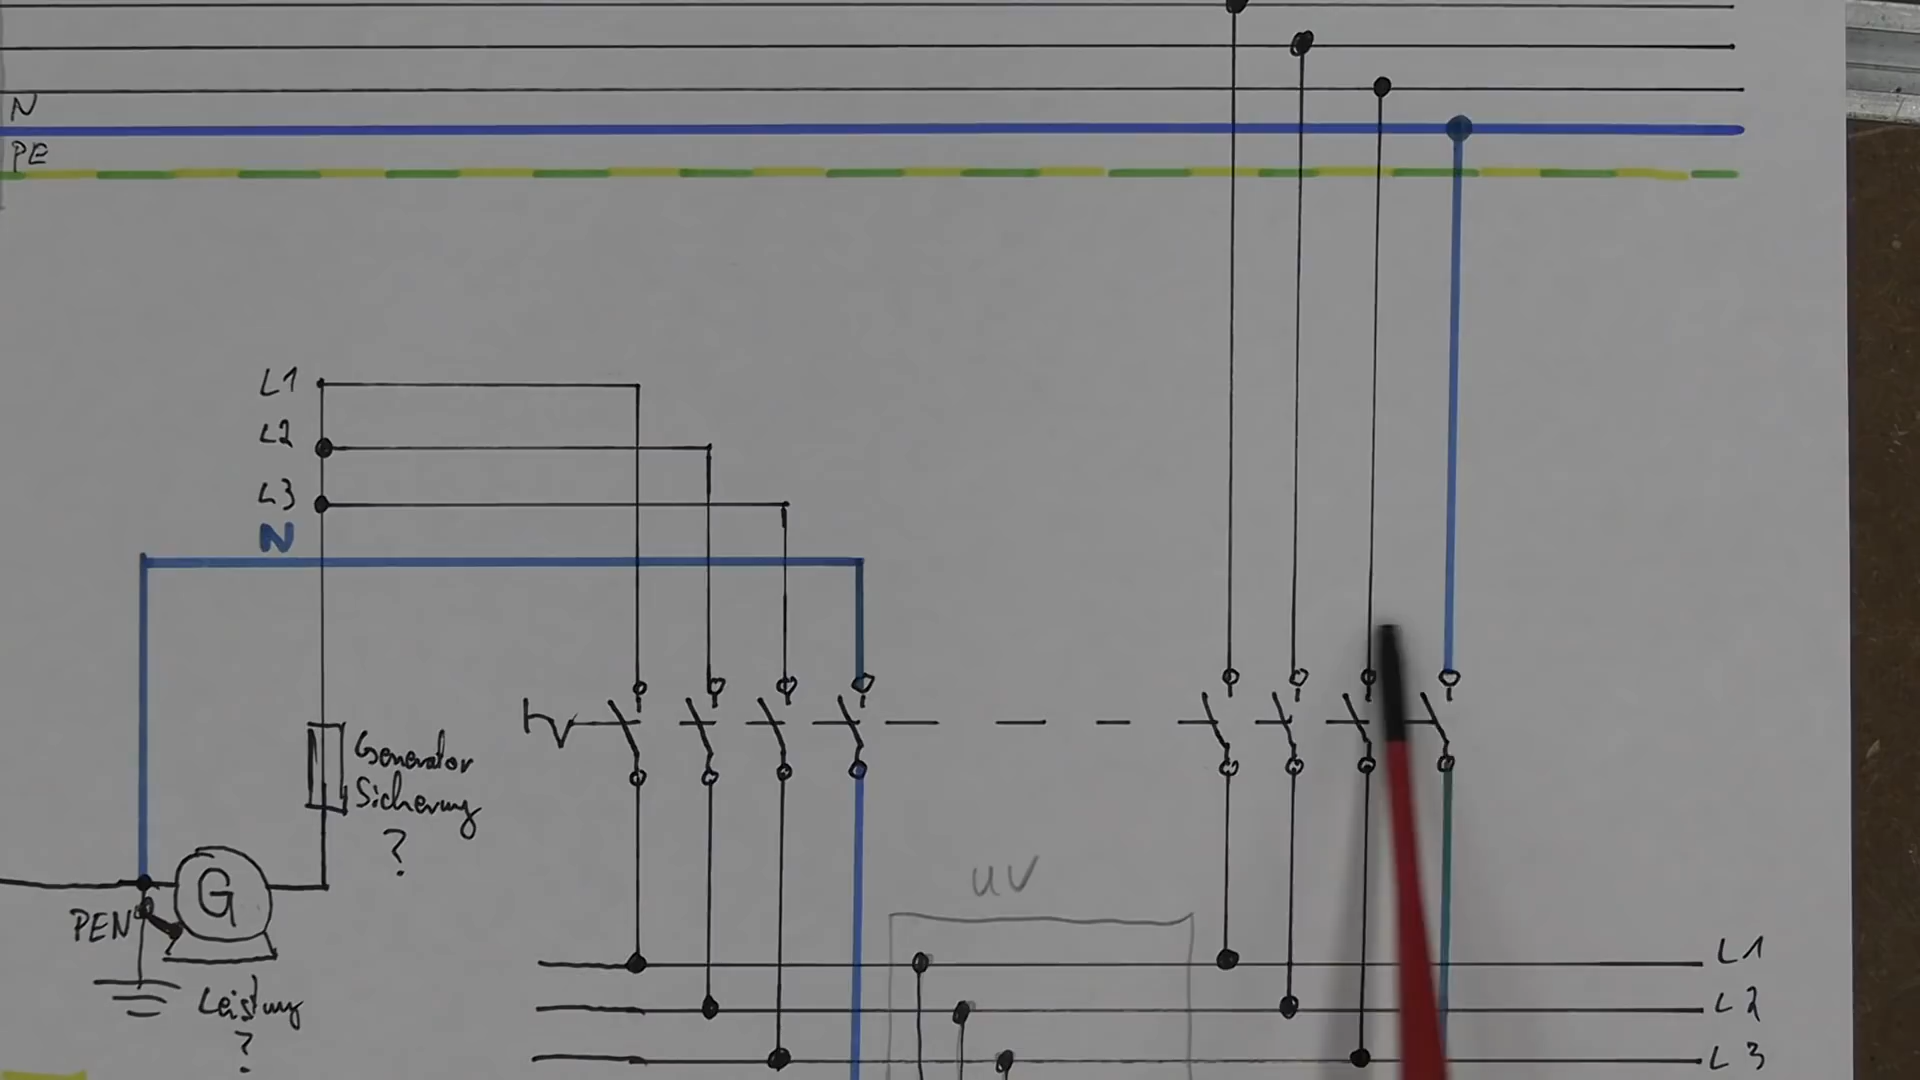 N
PE
L1
L2
L3
N
Generator
Sicherung
?
G
PEN
Leistung
?
UV
L1
L2
L3